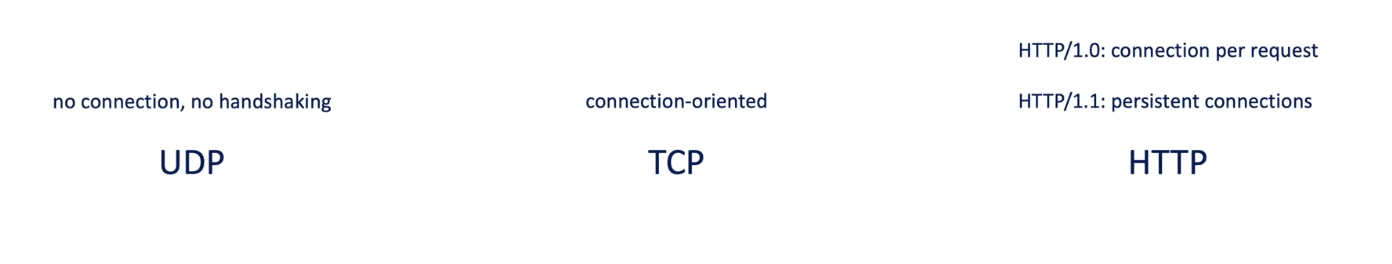 no connection, no handshaking
UDP
connection-oriented
TCP
HTTP/1.0: connection per request
HTTP/1.1: persistent connections
HTTP